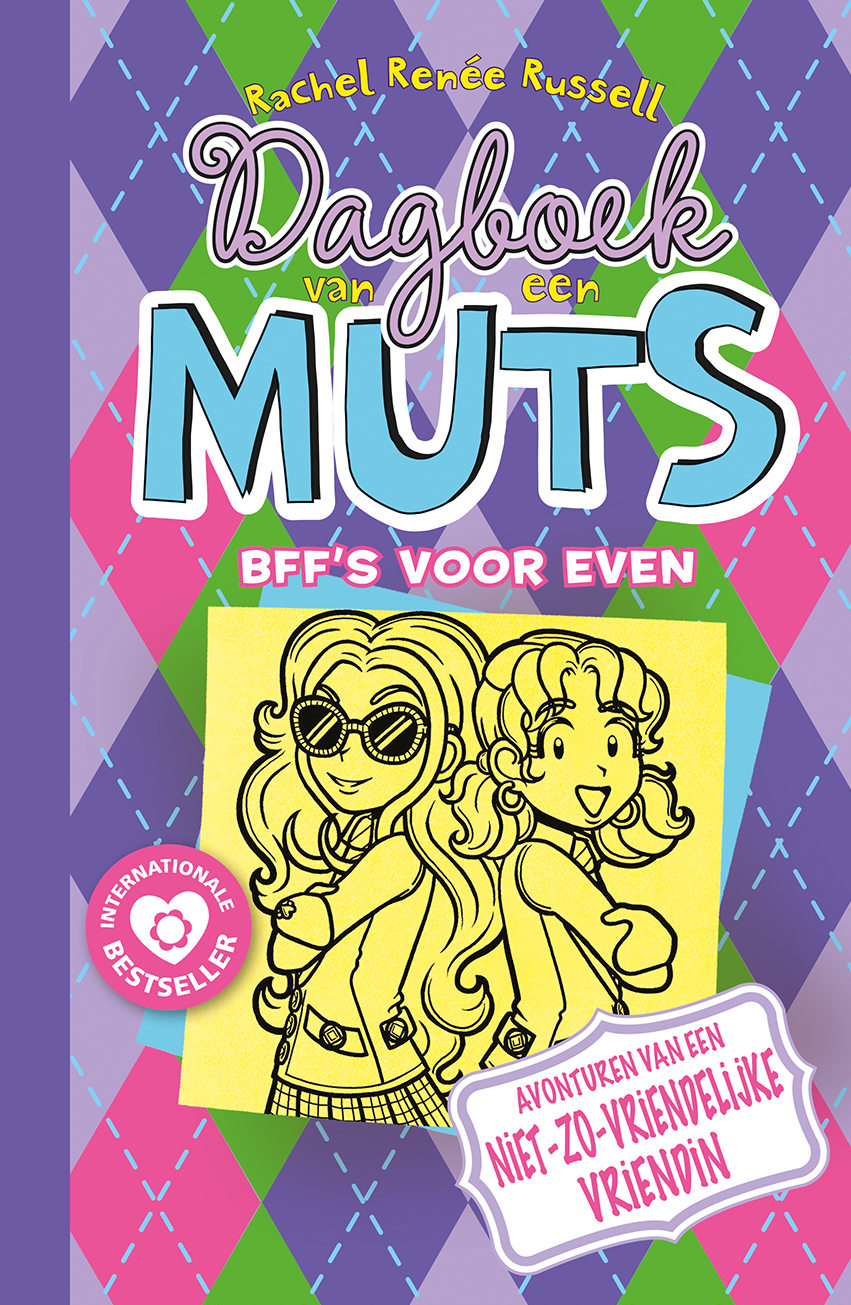 Rachel Renée Russell
Dagboek
van een
MUTS
BFF'S VOOR EVEN
INTERNATIONALE
BESTSELLER
AVONTUREN VAN EEN
NIET-ZO-VRIENDELIJKE
VRIENDIN